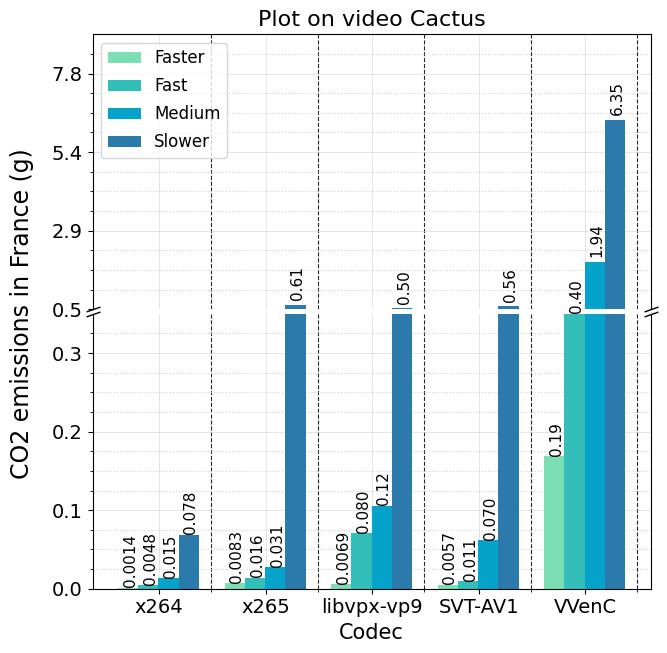 Plot on video Cactus
Faster
Fast
Medium
Slower
CO2 emissions in France (g)
7.8
5.4
2.9
0.5
0.3
0.2
0.1
0.0
0.0014
0.0048
0.015
0.078
0.0083
0.016
0.031
0.61
0.0069
0.080
0.12
0.50
0.0057
0.011
0.070
0.56
0.19
0.40
1.94
6.35
x264
x265
libvpx-vp9
SVT-AV1
VVenC
Codec